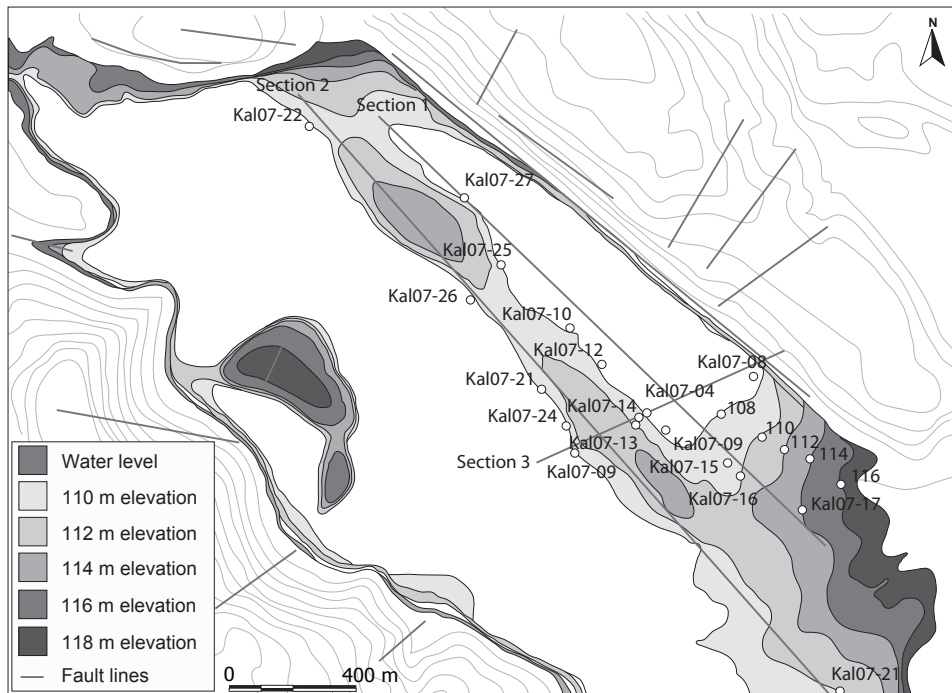 N
Section 2
Section 1
Kal07-22
Kal07-27
Kal07-25
Kal07-26
Kal07-10
Kal07-12
Kal07-08
Kal07-21
Kal07-04
Kal07-14
108
Kal07-24
Kal07-13
Kal07-09
110
112
114
Section 3
Kal07-09
Kal07-15
116
Kal07-16
Kal07-17
Water level
110 m elevation
112 m elevation
114 m elevation
116 m elevation
118 m elevation
Fault lines
0 400 m
Kal07-21